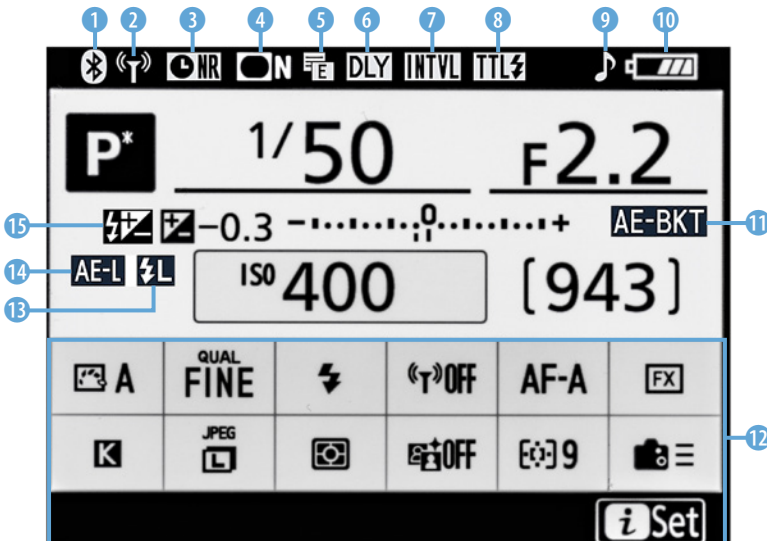 1 2 3 4 5 6 7 8 9 10
NR N E DLY INTVL TTL
P* 1/50 F2.2
15 −0.3 − 0 + AE-BKT 11
14 AE-L L ISO 400 [943]
13
A QUAL FINE T OFF AF-A FX
K JPEG L OFF 9 12
i Set